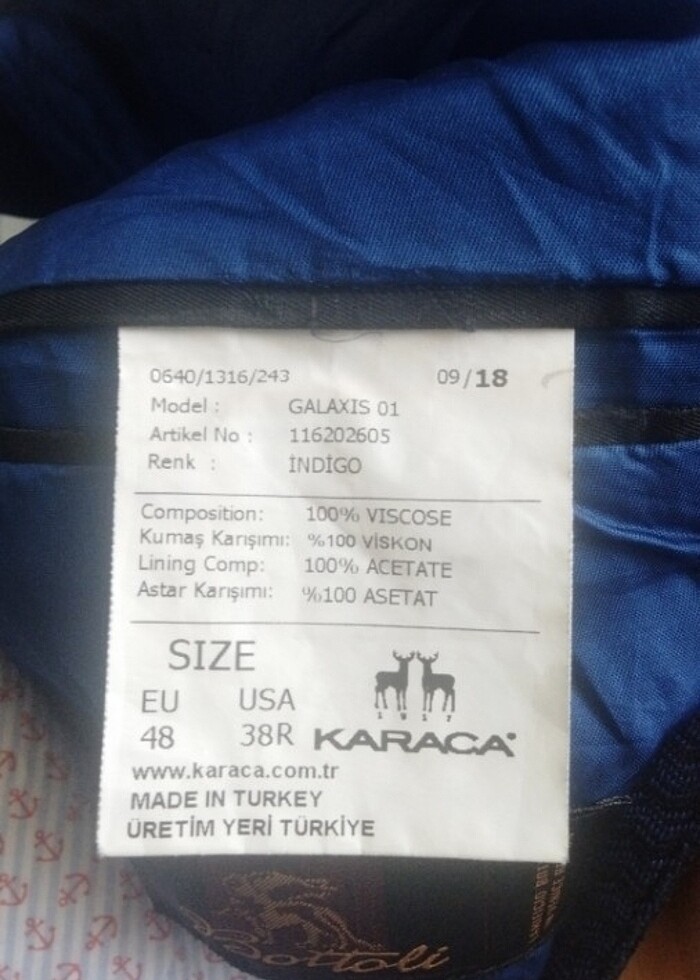 0640/1316/243 09/18
Model : GALAXIS 01
Artikel No : 116202605
Renk : İNDİGO
Composition: 100% VISCOSE
Kumaş Karışımı: %100 VİSKON
Lining Comp: 100% ACETATE
Astar Karışımı: %100 ASETAT
SIZE
EU USA
48 38R
1917
KARACA
www.karaca.com.tr
MADE IN TURKEY
ÜRETİM YERİ TÜRKİYE
Bottoli